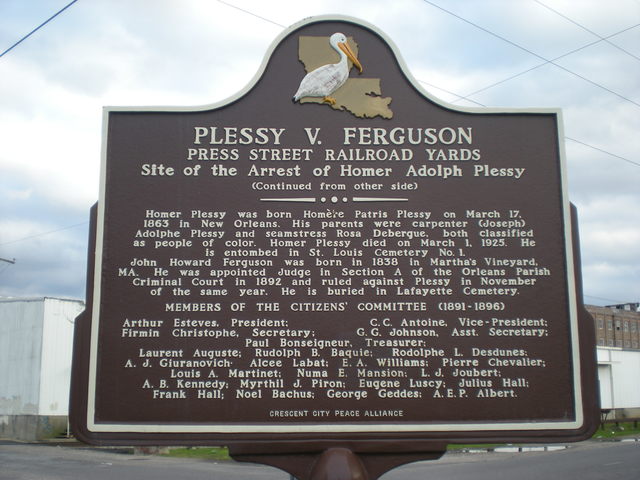 PLESSY V. FERGUSON
PRESS STREET RAILROAD YARDS
Site of the Arrest of Homer Adolph Plessy
(Continued from other side)
Homer Plessy was born Homère Patris Plessy on March 17,
1863 in New Orleans. His parents were carpenter (Joseph)
Adolphe Plessy and seamstress Rosa Debergue, both classified
as people of color. Homer Plessy died on March 1, 1925. He
is entombed in St. Louis Cemetery No. 1.
John Howard Ferguson was born in 1838 in Martha's Vineyard,
MA. He was appointed Judge in Section A of the Orleans Parish
Criminal Court in 1892 and ruled against Plessy in November
of the same year. He is buried in Lafayette Cemetery.
MEMBERS OF THE CITIZENS' COMMITTEE (1891-1896)
Arthur Esteves, President; C.C. Antoine, Vice-President;
Firmin Christophe, Secretary; G.G. Johnson, Asst. Secretary;
Paul Bonseigneur, Treasurer;
Laurent Auguste; Rudolph B. Baquie; Rodolphe L. Desdunes;
A. J. Giuranovich; Alcee Labat; E. A. Williams; Pierre Chevalier;
Louis A. Martinet; Numa E. Mansion; L. J. Joubert;
A. B. Kennedy; Myrthil J. Piron; Eugene Luscy; Julius Hall;
Frank Hall; Noel Bachus; George Geddes; A.E.P. Albert.
CRESCENT CITY PEACE ALLIANCE